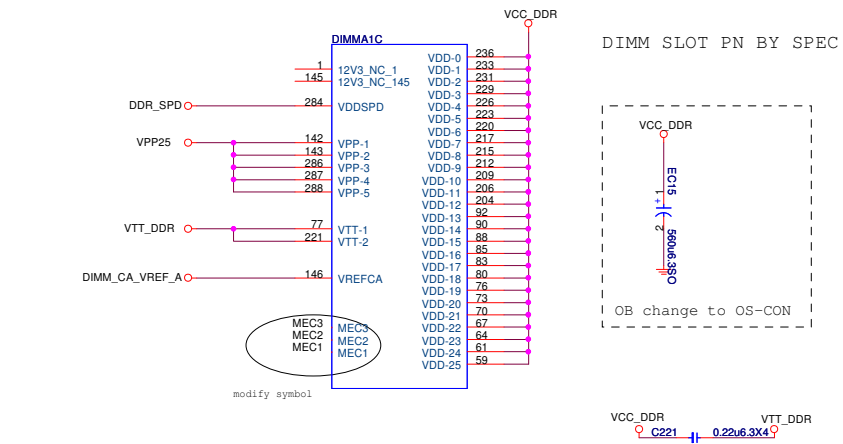 VCC_DDR
DIMM SLOT PN BY SPEC
DIMMA1C
1 12V3_NC_1
145 12V3_NC_145
DDR_SPD 284 VDDSPD
VPP25 142 VPP-1
143 VPP-2
286 VPP-3
287 VPP-4
288 VPP-5
VTT_DDR 77 VTT-1
221 VTT-2
DIMM_CA_VREF_A 146 VREFCA
MEC3 MEC3
MEC2 MEC2
MEC1 MEC1
modify symbol
VDD-0 236
VDD-1 233
VDD-2 231
VDD-3 229
VDD-4 226
VDD-5 223
VDD-6 220
VDD-7 217
VDD-8 215
VDD-9 212
VDD-10 209
VDD-11 206
VDD-12 204
VDD-13 92
VDD-14 90
VDD-15 88
VDD-16 85
VDD-17 83
VDD-18 80
VDD-19 76
VDD-20 73
VDD-21 70
VDD-22 67
VDD-23 64
VDD-24 61
VDD-25 59
VCC_DDR
EC15
1
+
2
560u6.3SO
OB change to OS-CON
VCC_DDR
C221
0.22u6.3X4
VTT_DDR